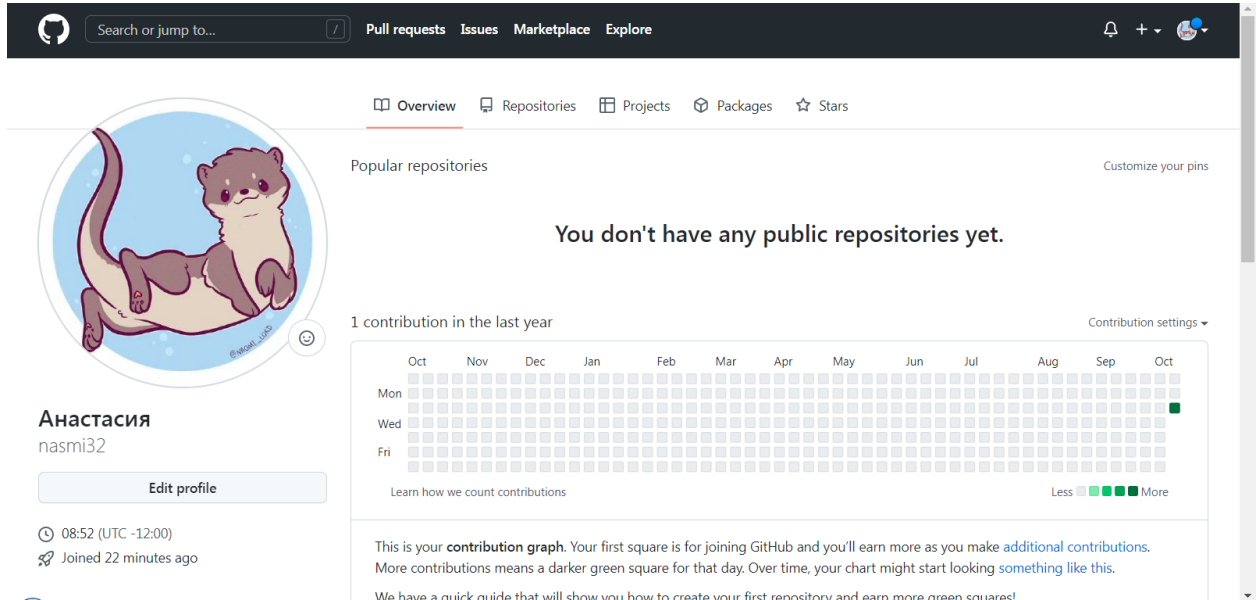 Search or jump to... / Pull requests Issues Marketplace Explore
Overview Repositories Projects Packages Stars
Popular repositories Customize your pins
You don't have any public repositories yet.
@NAOMI_LORD
Анастасия
nasmi32
Edit profile
08:52 (UTC -12:00)
Joined 22 minutes ago
1 contribution in the last year Contribution settings
Oct Nov Dec Jan Feb Mar Apr May Jun Jul Aug Sep Oct
Mon
Wed
Fri
Learn how we count contributions Less More
This is your contribution graph. Your first square is for joining GitHub and you'll earn more as you make additional contributions.
More contributions means a darker green square for that day. Over time, your chart might start looking something like this.
We have a quick guide that will show you how to create your first repository and earn more green squares!